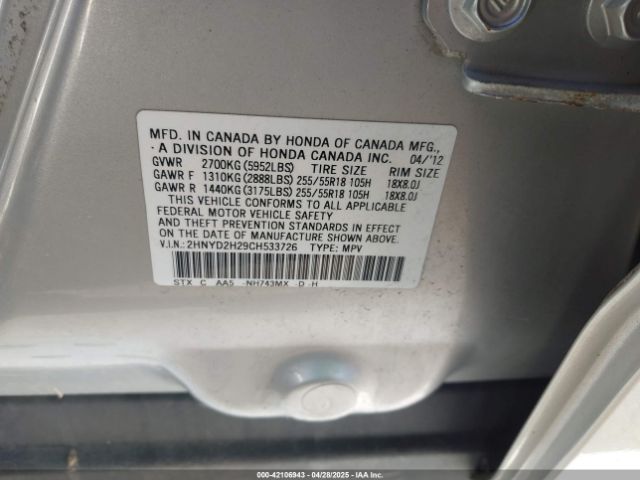 MFD. IN CANADA BY HONDA OF CANADA MFG.,
A DIVISION OF HONDA CANADA INC. 04/'12
GVWR 2700KG(5952LBS) TIRE SIZE RIM SIZE
GAWR F 1310KG(2888LBS) 255/55R18 105H 18X8.0J
GAWR R 1440KG(3175LBS) 255/55R18 105H 18X8.0J
THIS VEHICLE CONFORMS TO ALL APPLICABLE
FEDERAL MOTOR VEHICLE SAFETY
AND THEFT PREVENTION STANDARDS IN EFFECT
ON THE DATE OF MANUFACTURE SHOWN ABOVE.
V.I.N.: 2HNYD2H29CH533726 TYPE: MPV
STX C AA5 -NH743MX -D -H
000-42106943 - 04/28/2025 - IAAHAWK